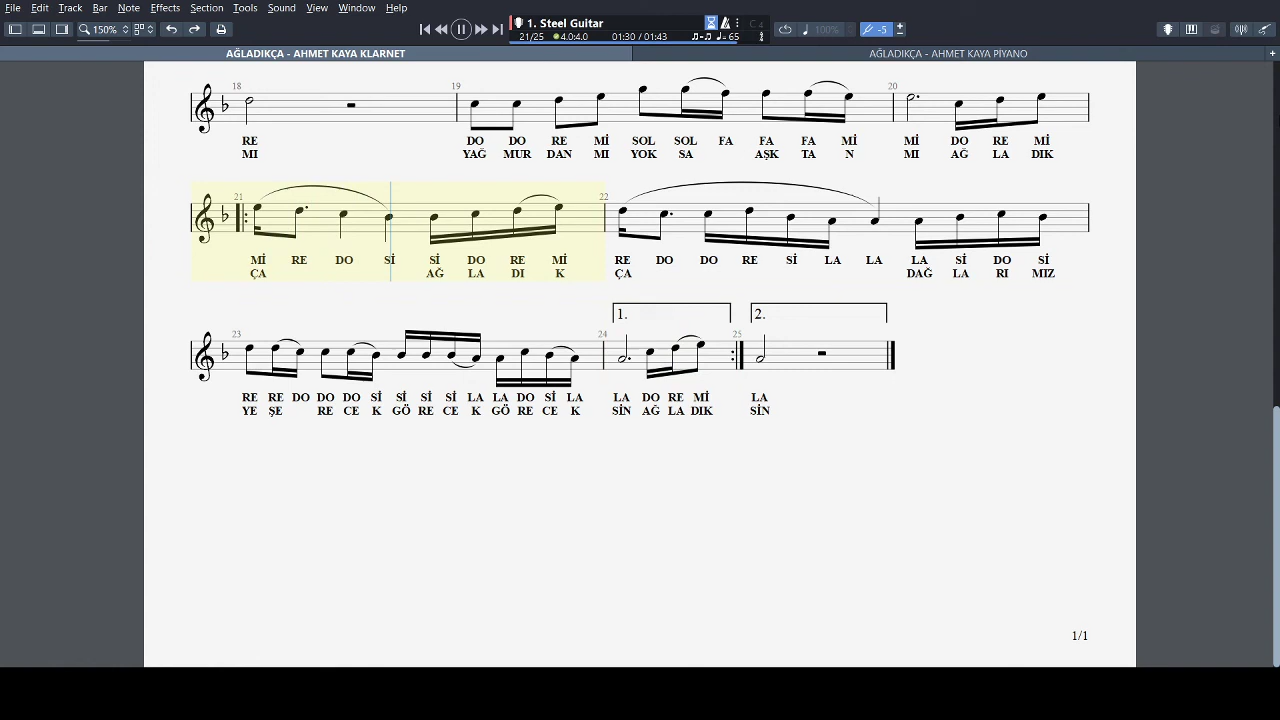 File Edit Track Bar Note Effects Section Tools Sound View Window Help
150% 1. Steel Guitar C4
21/25 4.0:4.0 01:30 / 01:43 = 65 100% -5
AĞLADIKÇA - AHMET KAYA KLARNET AĞLADIKÇA - AHMET KAYA PİYANO
18 19 20
RE DO DO RE Mİ SOL SOL FA FA FA Mİ Mİ DO RE Mİ
MI YAĞ MUR DAN MI YOK SA AŞK TA N MI AĞ LA DIK
21 22
Mİ RE DO Sİ Sİ DO RE Mİ RE DO DO RE Sİ LA LA LA Sİ DO Sİ
ÇA AĞ LA DI K ÇA DAĞ LA RI MIZ
1. 2.
23 24 25
RE RE DO DO DO Sİ Sİ Sİ Sİ LA LA DO Sİ LA LA DO RE Mİ LA
YE ŞE RE CE K GÖ RE CE K GÖ RE CE K SİN AĞ LA DIK SİN
1/1